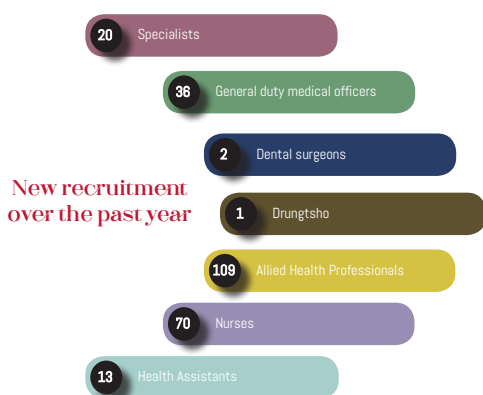 20 Specialists
36 General duty medical officers
2 Dental surgeons
New recruitment
over the past year
1 Drungtsho
109 Allied Health Professionals
70 Nurses
13 Health Assistants